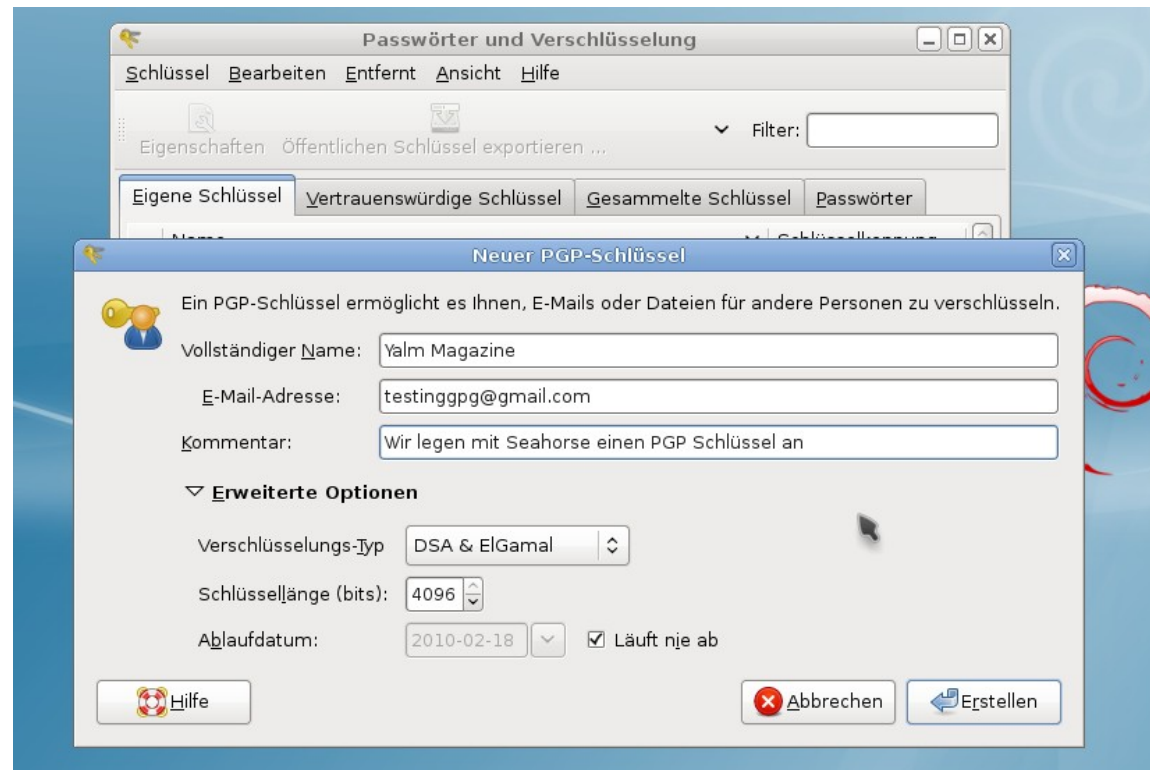 Passwörter und Verschlüsselung
Schlüssel Bearbeiten Entfernt Ansicht Hilfe
Eigenschaften Öffentlichen Schlüssel exportieren ... Filter:
Eigene Schlüssel Vertrauenswürdige Schlüssel Gesammelte Schlüssel Passwörter
Name Schlüsselkennung
Neuer PGP-Schlüssel
Ein PGP-Schlüssel ermöglicht es Ihnen, E-Mails oder Dateien für andere Personen zu verschlüsseln.
Vollständiger Name: Yalm Magazine
E-Mail-Adresse: testinggpg@gmail.com
Kommentar: Wir legen mit Seahorse einen PGP Schlüssel an
Erweiterte Optionen
Verschlüsselungs-Typ DSA & ElGamal
Schlüssellänge (bits): 4096
Ablaufdatum: 2010-02-18 Läuft nie ab
Hilfe Abbrechen Erstellen